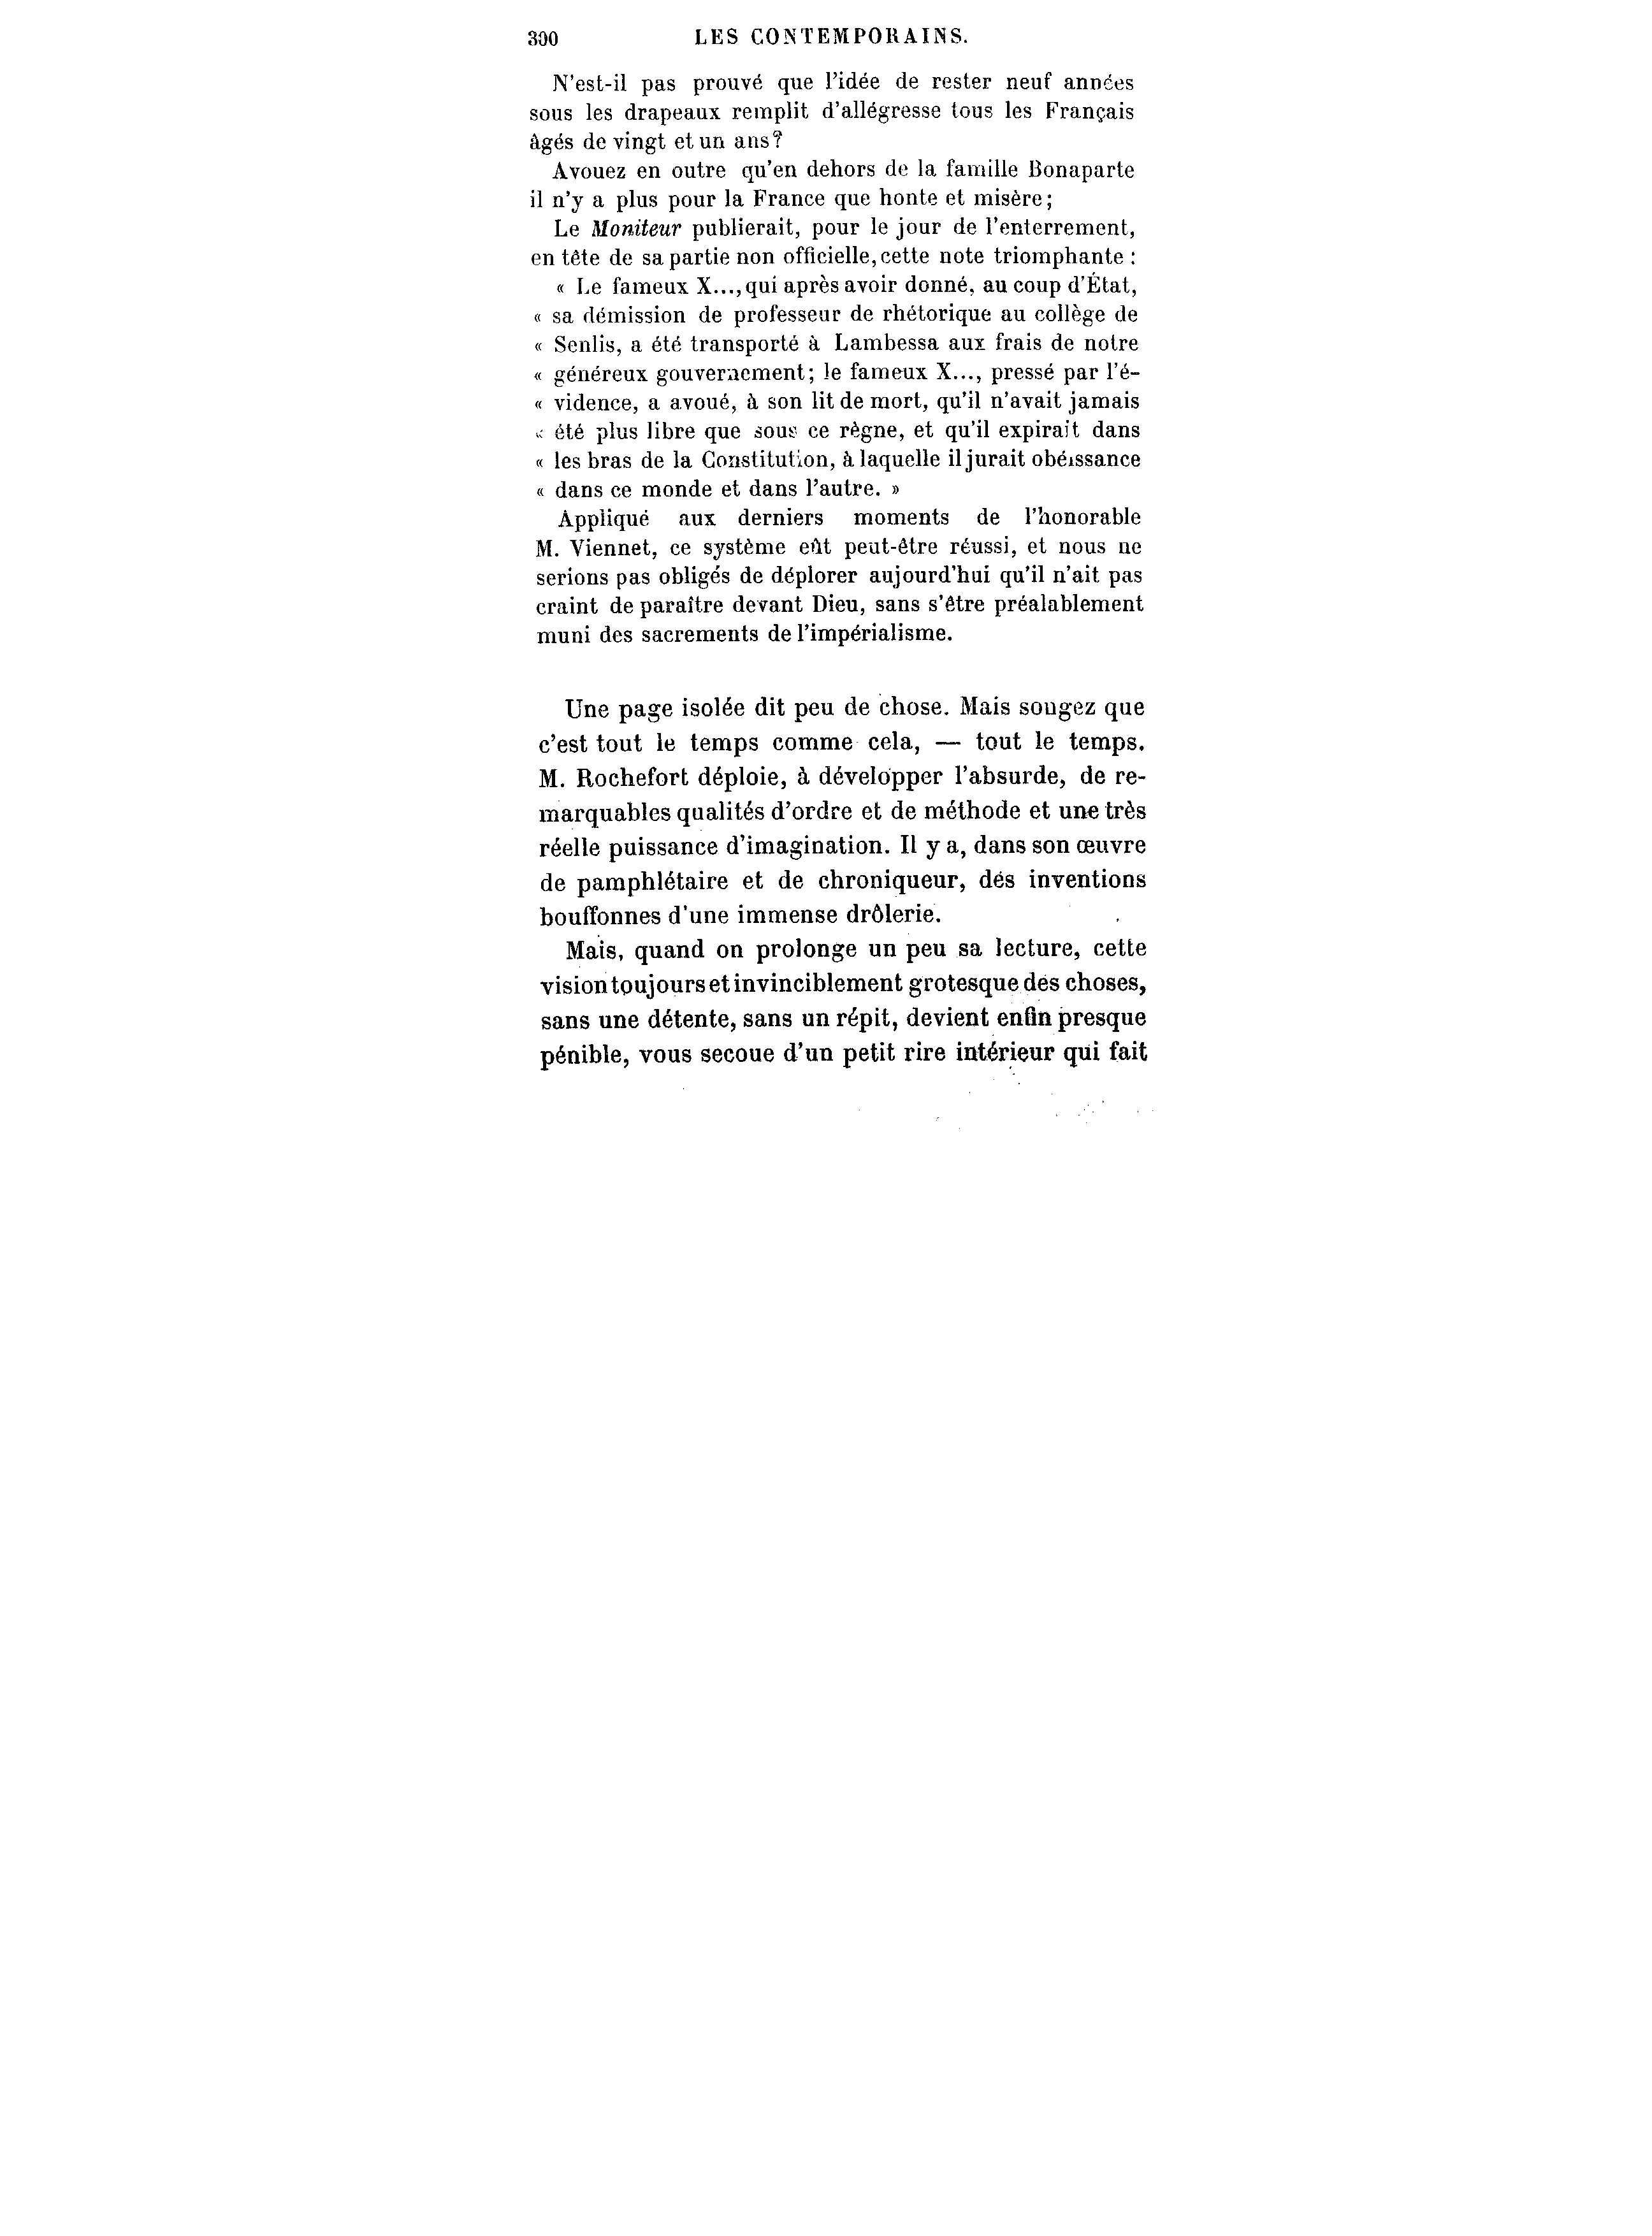 300 LES CONTEMPORAINS.
N'est-il pas prouvé que l'idée de rester neuf années
sous les drapeaux remplit d'allégresse tous les Français
âgés de vingt et un ans?
Avouez en outre qu'en dehors de la famille Bonaparte
il n'y a plus pour la France que honte et misère;
Le Moniteur publierait, pour le jour de l'enterrement,
en tête de sa partie non officielle, cette note triomphante :
« Le fameux X..., qui après avoir donné, au coup d'État,
« sa démission de professeur de rhétorique au collège de
« Senlis, a été transporté à Lambessa aux frais de notre
« généreux gouvernement; le fameux X..., pressé par l'é-
« vidence, a avoué, à son lit de mort, qu'il n'avait jamais
« été plus libre que sous ce règne, et qu'il expirait dans
« les bras de la Constitution, à laquelle il jurait obéissance
« dans ce monde et dans l'autre. »
Appliqué aux derniers moments de l'honorable
M. Viennet, ce système eût peut-être réussi, et nous ne
serions pas obligés de déplorer aujourd'hui qu'il n'ait pas
craint de paraître devant Dieu, sans s'être préalablement
muni des sacrements de l'impérialisme.
Une page isolée dit peu de chose. Mais songez que
c'est tout le temps comme cela, — tout le temps.
M. Rochefort déploie, à développer l'absurde, de re-
marquables qualités d'ordre et de méthode et une très
réelle puissance d'imagination. Il y a, dans son œuvre
de pamphlétaire et de chroniqueur, des inventions
bouffonnes d'une immense drôlerie.
Mais, quand on prolonge un peu sa lecture, cette
vision toujours et invinciblement grotesque des choses,
sans une détente, sans un répit, devient enfin presque
pénible, vous secoue d'un petit rire intérieur qui fait